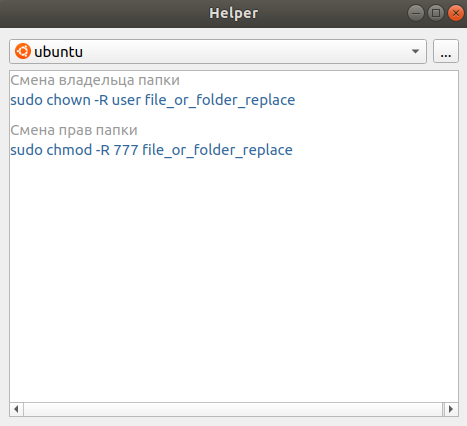 Helper
ubuntu
...
Смена владельца папки
sudo chown -R user file_or_folder_replace
Смена прав папки
sudo chmod -R 777 file_or_folder_replace